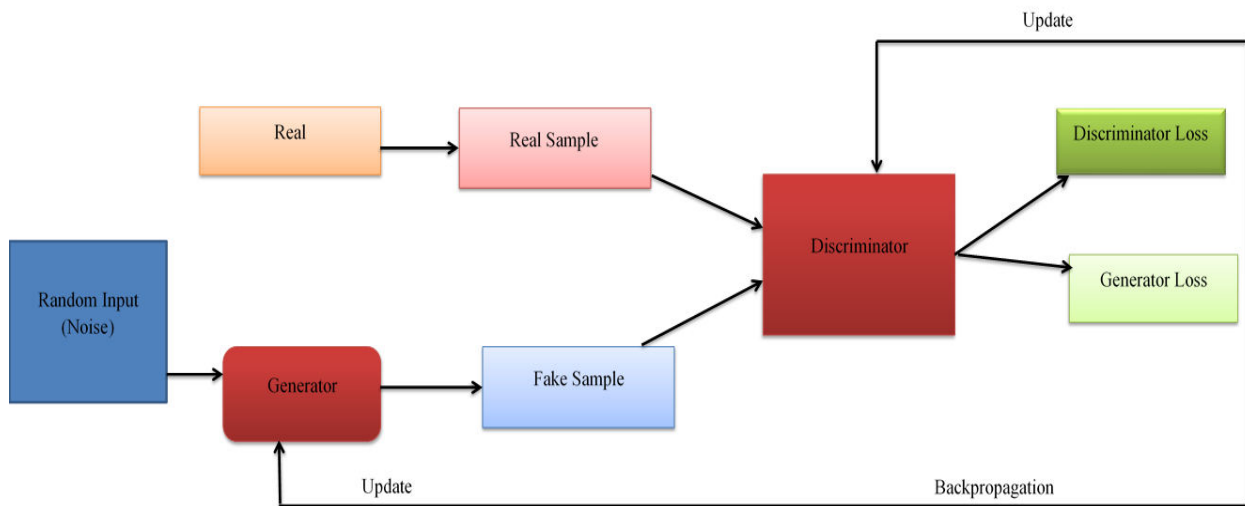 Update
Real
Real Sample
Discriminator Loss
Discriminator
Generator Loss
Random Input
(Noise)
Generator
Fake Sample
Update
Backpropagation